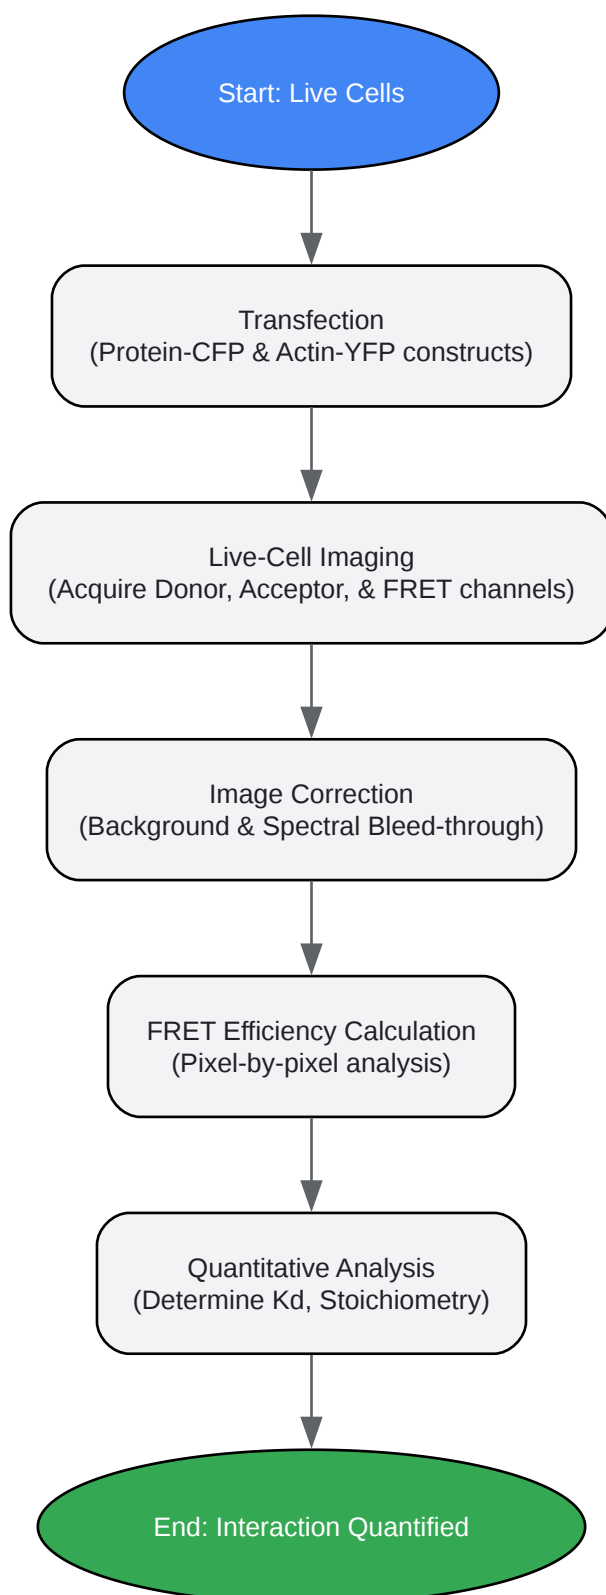 Start: Live Cells
Transfection
(Protein-CFP & Actin-YFP constructs)
Live-Cell Imaging
(Acquire Donor, Acceptor, & FRET channels)
Image Correction
(Background & Spectral Bleed-through)
FRET Efficiency Calculation
(Pixel-by-pixel analysis)
Quantitative Analysis
(Determine Kd, Stoichiometry)
End: Interaction Quantified